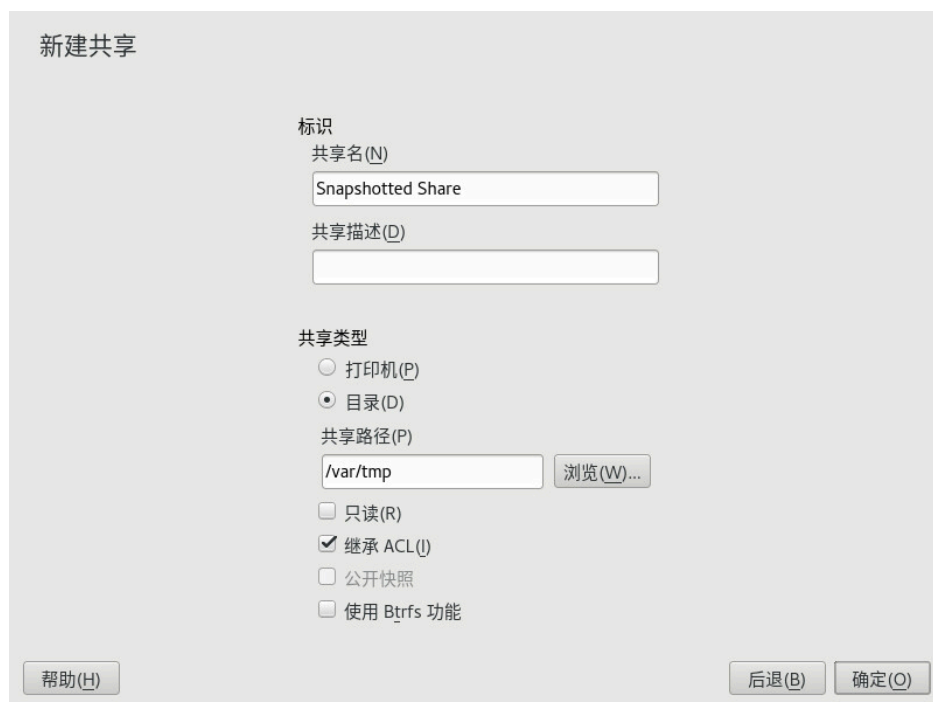 新建共享
标识
共享名(N)
Snapshotted Share
共享描述(D)
共享类型
打印机(P)
目录(D)
共享路径(P)
/var/tmp
浏览(W)...
只读(R)
继承 ACL(I)
公开快照
使用 Btrfs 功能
帮助(H)
后退(B)
确定(O)